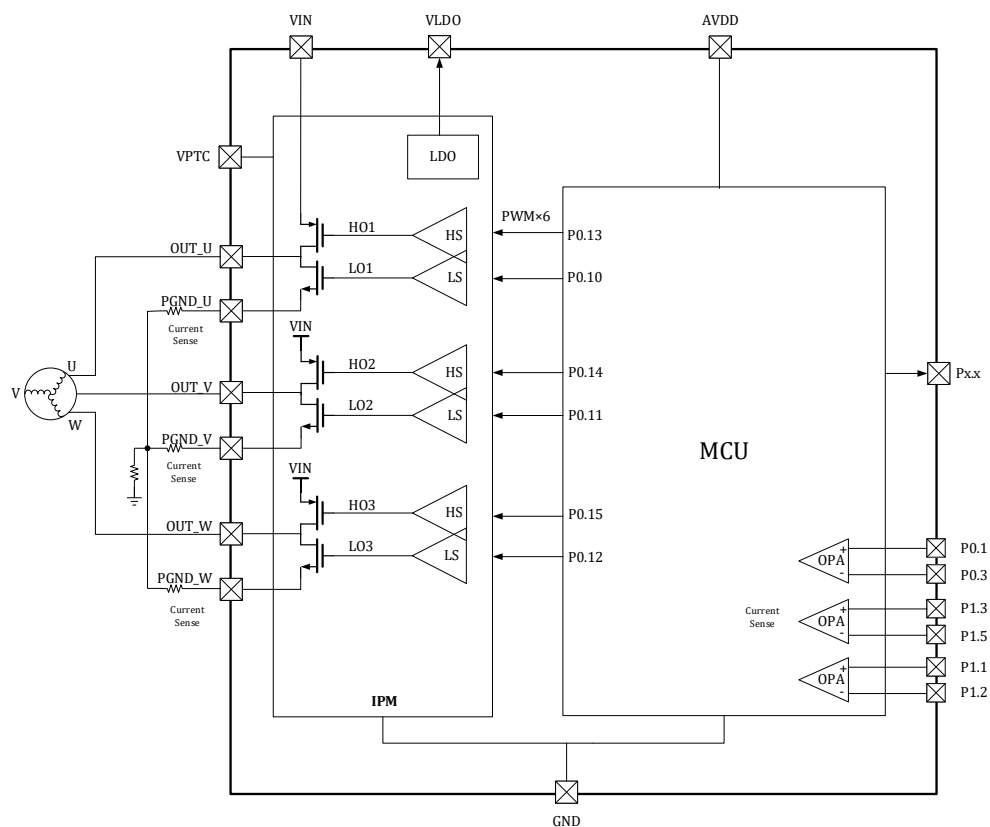 VIN
VLDO
AVDD
VPTC
LDO
PWM×6
HO1
HS
P0.13
OUT_U
LO1
LS
P0.10
PGND_U
Current
Sense
VIN
U
HO2
HS
P0.14
Px.x
V
OUT_V
LO2
LS
P0.11
W
PGND_V
MCU
Current
Sense
VIN
HO3
HS
P0.15
OUT_W
LO3
LS
P0.12
PGND_W
Current
Sense
+
OPA
-
P0.1
P0.3
Current
Sense
+
OPA
-
P1.3
P1.5
+
OPA
-
P1.1
P1.2
IPM
GND